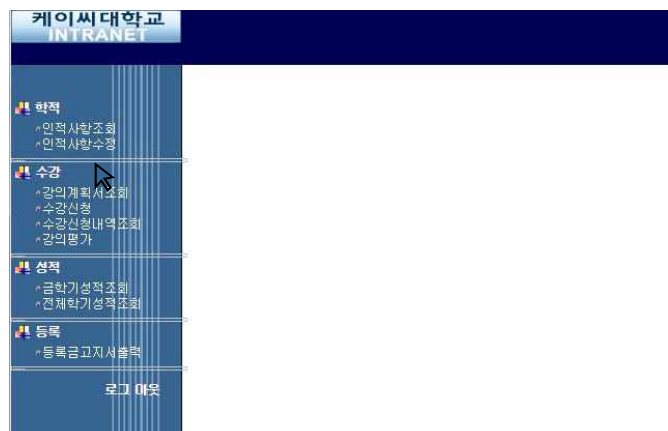 케이씨대학교
INTRANET
학적
인적사항조회
인적사항수정
수강
강의계획서조회
수강신청
수강신청내역조회
강의평가
성적
금학기성적조회
전체학기성적조회
등록
등록금고지서출력
로그 아웃